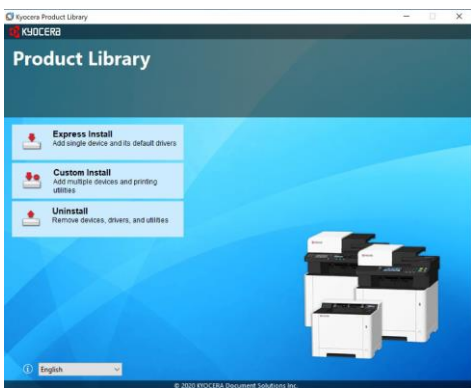 Kyocera Product Library
KYOCERA
Product Library
Express Install
Add single device and its default drivers
Custom Install
Add multiple devices and printing
utilities
Uninstall
Remove devices, drivers, and utilities
English
© 2020 KYOCERA Document Solutions Inc.